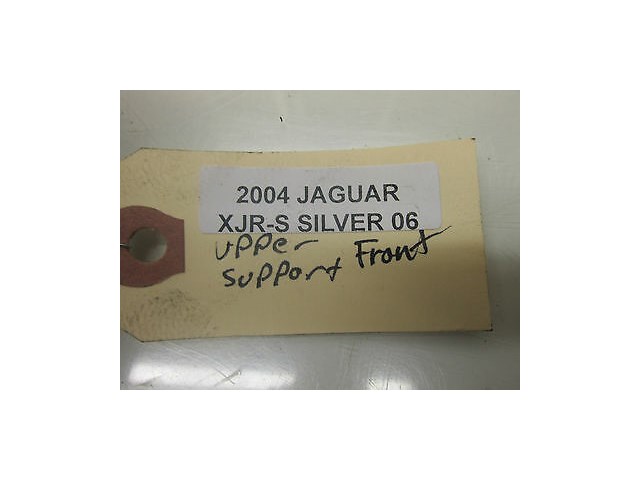 2004 JAGUAR
XJR-S SILVER 06
UPPer
SUPPort Front